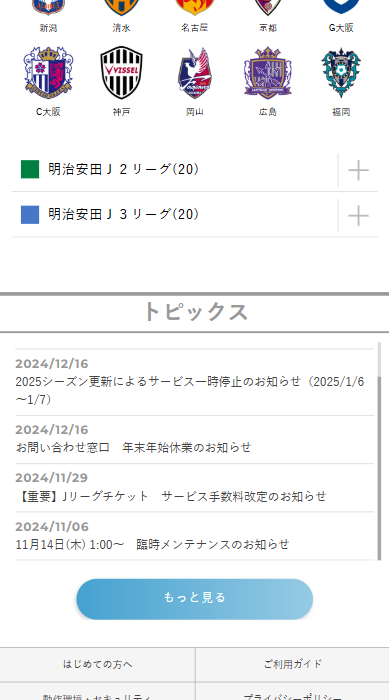 新潟 清水 名古屋 京都 G大阪
VISSEL
C大阪 神戸 岡山 広島 福岡
明治安田Ｊ２リーグ(20)
明治安田Ｊ３リーグ(20)
トピックス
2024/12/16
2025シーズン更新によるサービス一時停止のお知らせ（2025/1/6
～1/7）
2024/12/16
お問い合わせ窓口　年末年始休業のお知らせ
2024/11/29
【重要】Jリーグチケット　サービス手数料改定のお知らせ
2024/11/06
11月14日(木) 1:00～　臨時メンテナンスのお知らせ
もっと見る
はじめての方へ ご利用ガイド
動作環境・セキュリティ プライバシーポリシー